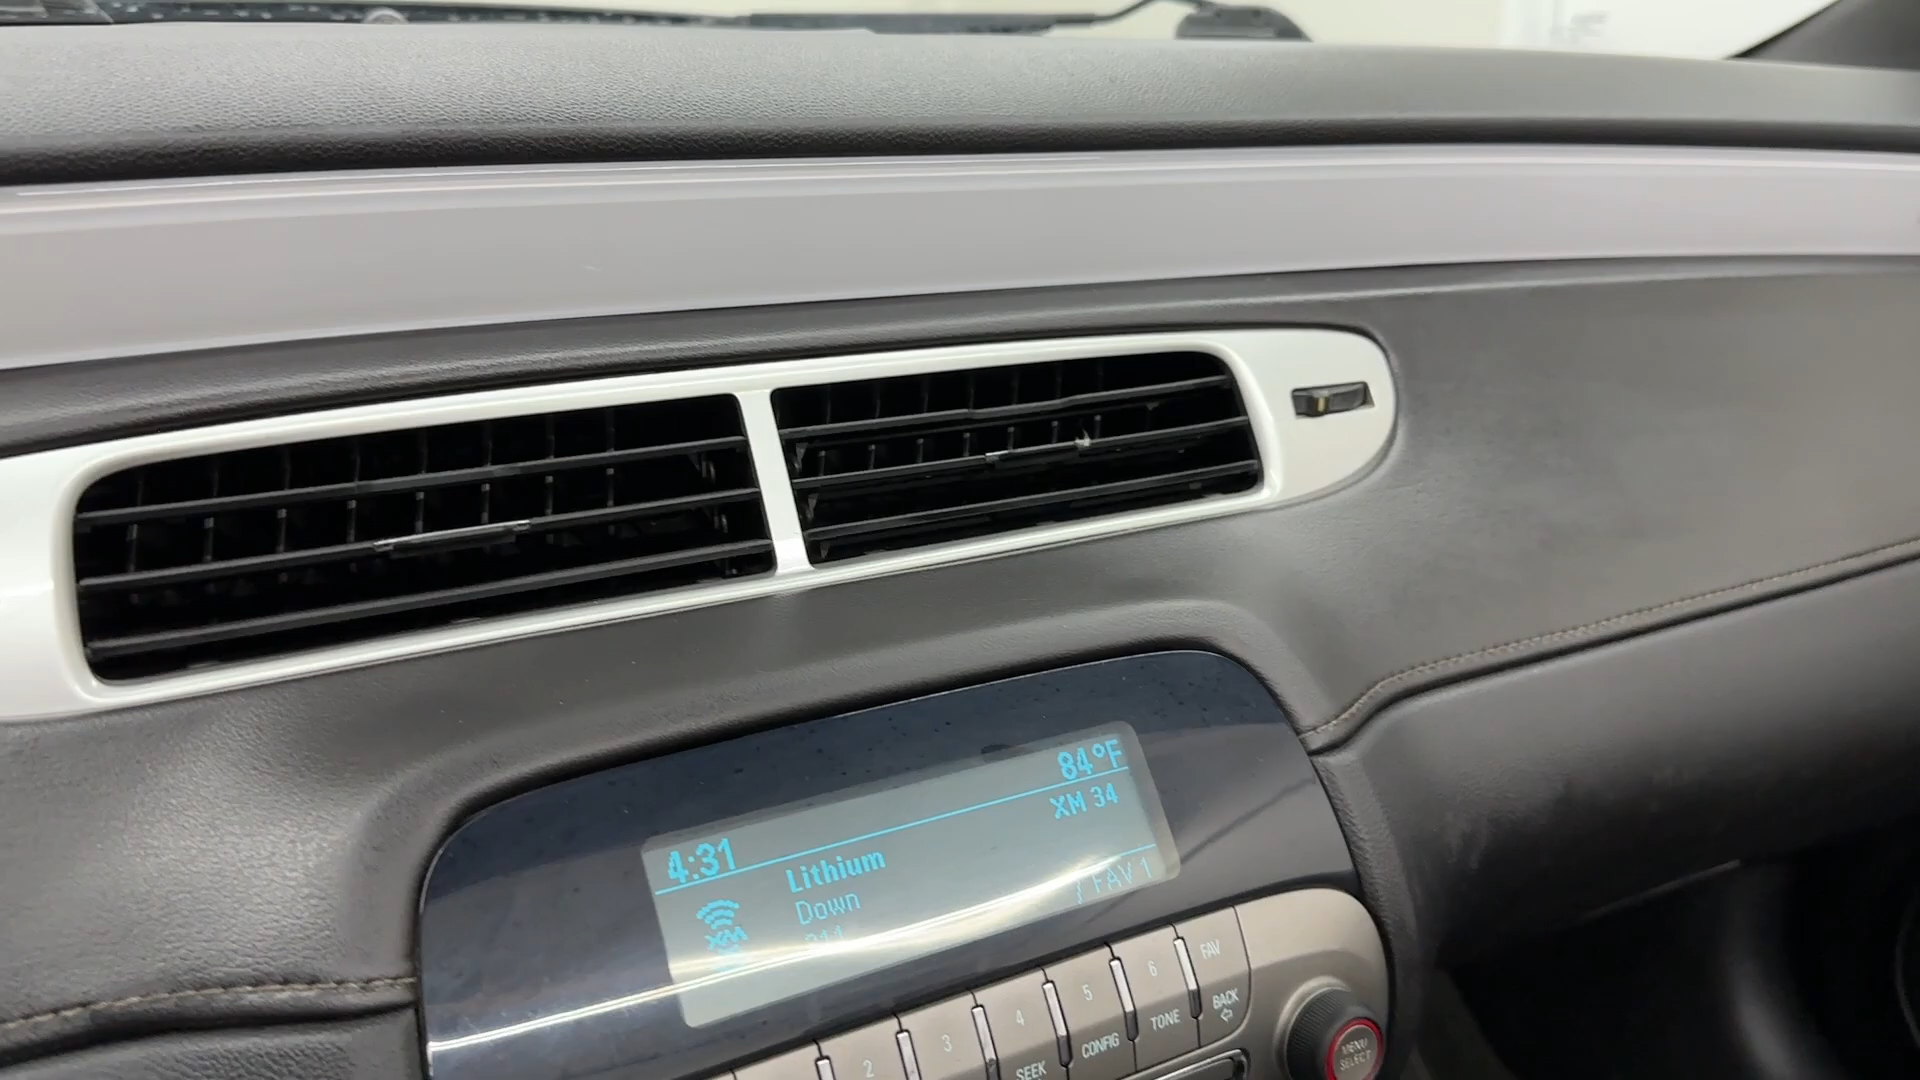 84°F
XM 34
4:31
Lithium
Down
311
FAV 1
XM
2
3
4
5
6
FAV
SEEK
CONFIG
TONE
BACK
MENU
SELECT